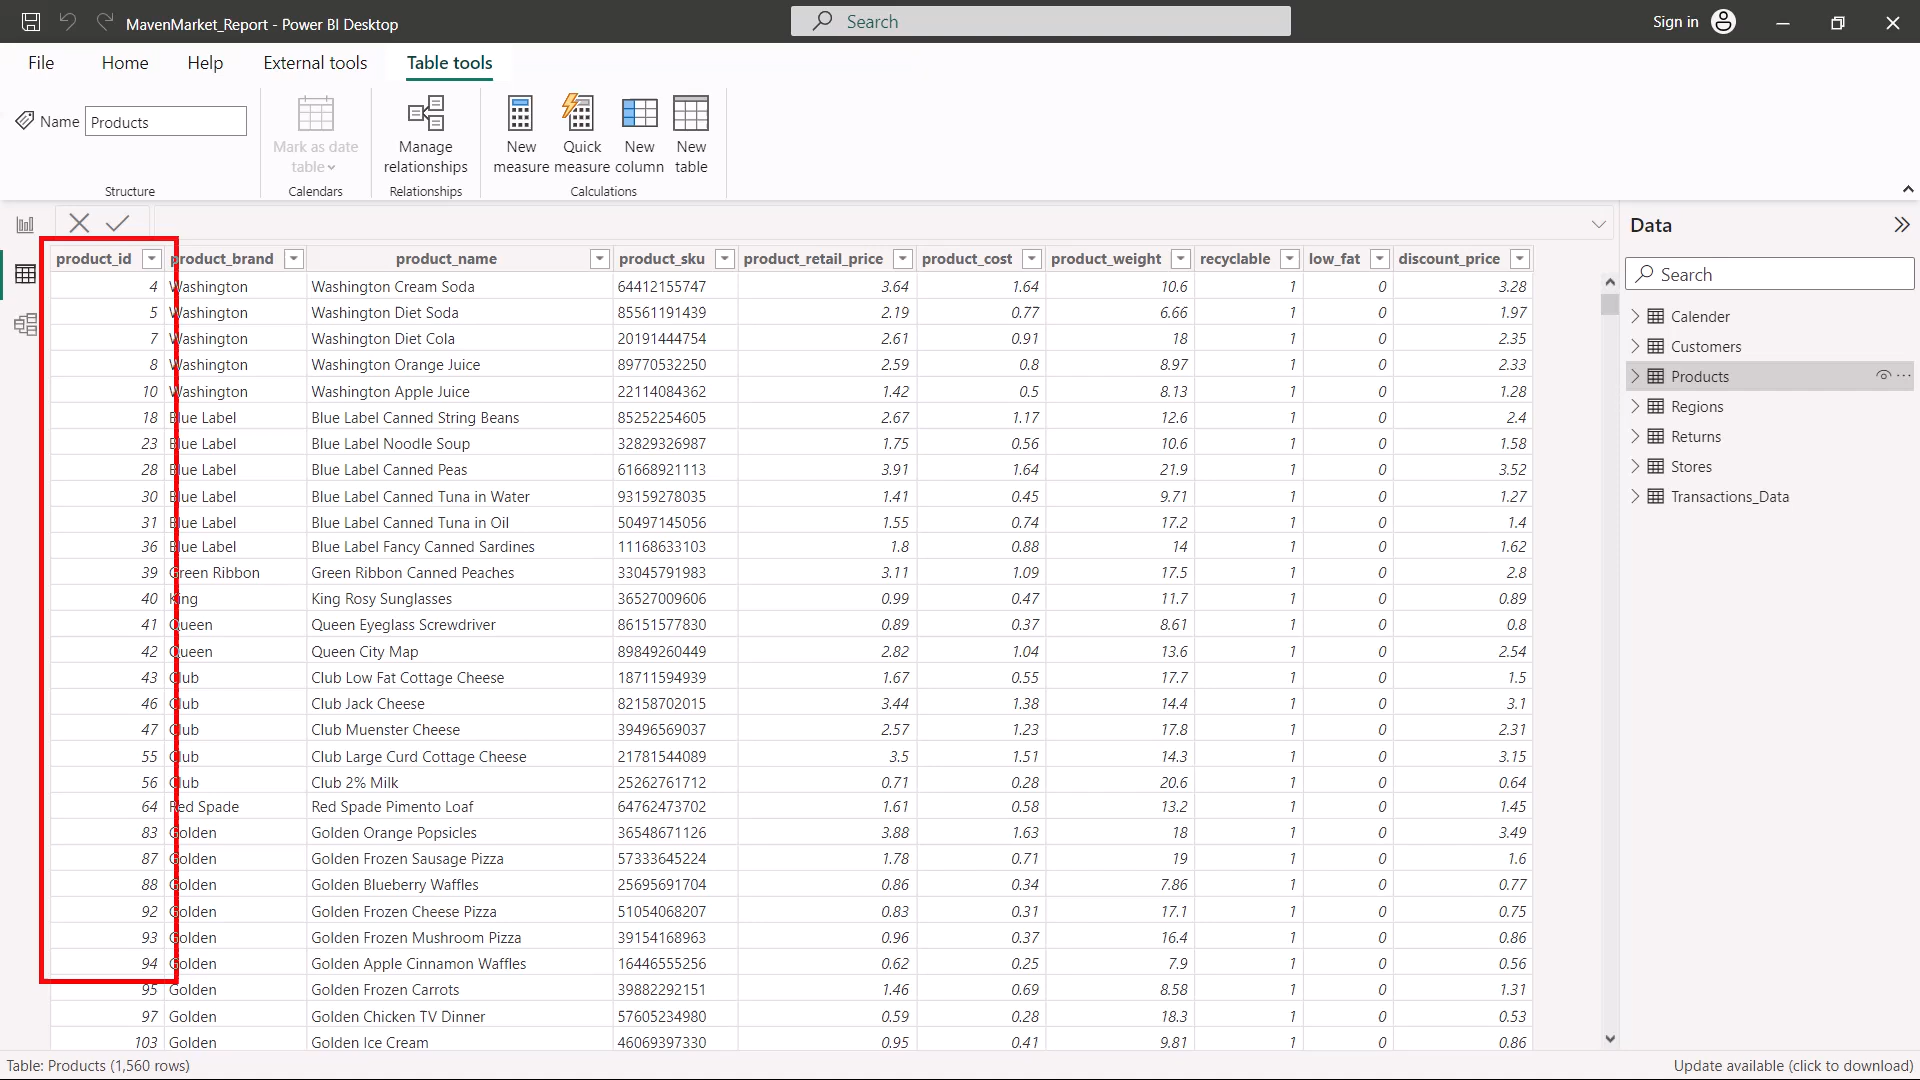 MavenMarket_Report - Power BI Desktop
Search
Sign in
File Home Help External tools Table tools
Name Products
Mark as date table
Manage relationships
New measure
Quick measure
New column
New table
Structure Calendars Relationships Calculations
Data
Search
Calender
Customers
Products
Regions
Returns
Stores
Transactions_Data
product_id product_brand product_name product_sku product_retail_price product_cost product_weight recyclable low_fat discount_price
4 Washington Washington Cream Soda 64412155747 3.64 1.64 10.6 1 0 3.28
5 Washington Washington Diet Soda 85561191439 2.19 0.77 6.66 1 0 1.97
7 Washington Washington Diet Cola 20191444754 2.61 0.91 18 1 0 2.35
8 Washington Washington Orange Juice 89770532250 2.59 0.8 8.97 1 0 2.33
10 Washington Washington Apple Juice 22114084362 1.42 0.5 8.13 1 0 1.28
18 Blue Label Blue Label Canned String Beans 85252254605 2.67 1.17 12.6 1 0 2.4
23 Blue Label Blue Label Noodle Soup 32829326987 1.75 0.56 10.6 1 0 1.58
28 Blue Label Blue Label Canned Peas 61668921113 3.91 1.64 21.9 1 0 3.52
30 Blue Label Blue Label Canned Tuna in Water 93159278035 1.41 0.45 9.71 1 0 1.27
31 Blue Label Blue Label Canned Tuna in Oil 50497145056 1.55 0.74 17.2 1 0 1.4
36 Blue Label Blue Label Fancy Canned Sardines 11168633103 1.8 0.88 14 1 0 1.62
39 Green Ribbon Green Ribbon Canned Peaches 33045791983 3.11 1.09 17.5 1 0 2.8
40 King King Rosy Sunglasses 36527009606 0.99 0.47 11.7 1 0 0.89
41 Queen Queen Eyeglass Screwdriver 86151577830 0.89 0.37 8.61 1 0 0.8
42 Queen Queen City Map 89849260449 2.82 1.04 13.6 1 0 2.54
43 Club Club Low Fat Cottage Cheese 18711594939 1.67 0.55 17.7 1 0 1.5
46 Club Club Jack Cheese 82158702015 3.44 1.38 14.4 1 0 3.1
47 Club Club Muenster Cheese 39496569037 2.57 1.23 17.8 1 0 2.31
55 Club Club Large Curd Cottage Cheese 21781544089 3.5 1.51 14.3 1 0 3.15
56 Club Club 2% Milk 25262761712 0.71 0.28 20.6 1 0 0.64
64 Red Spade Red Spade Pimento Loaf 64762473702 1.61 0.58 13.2 1 0 1.45
83 Golden Golden Orange Popsicles 36548671126 3.88 1.63 18 1 0 3.49
87 Golden Golden Frozen Sausage Pizza 57333645224 1.78 0.71 19 1 0 1.6
88 Golden Golden Blueberry Waffles 25695691704 0.86 0.34 7.86 1 0 0.77
92 Golden Golden Frozen Cheese Pizza 51054068207 0.83 0.31 17.1 1 0 0.75
93 Golden Golden Frozen Mushroom Pizza 39154168963 0.96 0.37 16.4 1 0 0.86
94 Golden Golden Apple Cinnamon Waffles 16446555256 0.62 0.25 7.9 1 0 0.56
95 Golden Golden Frozen Carrots 39882292151 1.46 0.69 8.58 1 0 1.31
97 Golden Golden Chicken TV Dinner 57605234980 0.59 0.28 18.3 1 0 0.53
103 Golden Golden Ice Cream 46069397330 0.95 0.41 9.81 1 0 0.86
Table: Products (1,560 rows)
Update available (click to download)